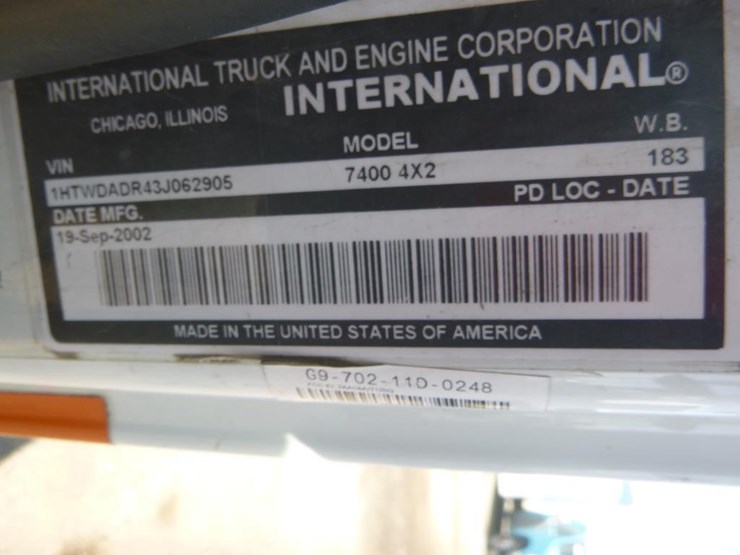 INTERNATIONAL TRUCK AND ENGINE CORPORATION
CHICAGO, ILLINOIS
INTERNATIONAL®
VIN
MODEL
W.B.
1HTWDADR43J062905
7400 4X2
183
DATE MFG.
PD LOC - DATE
19-Sep-2002
MADE IN THE UNITED STATES OF AMERICA
G9-702-11D-0248